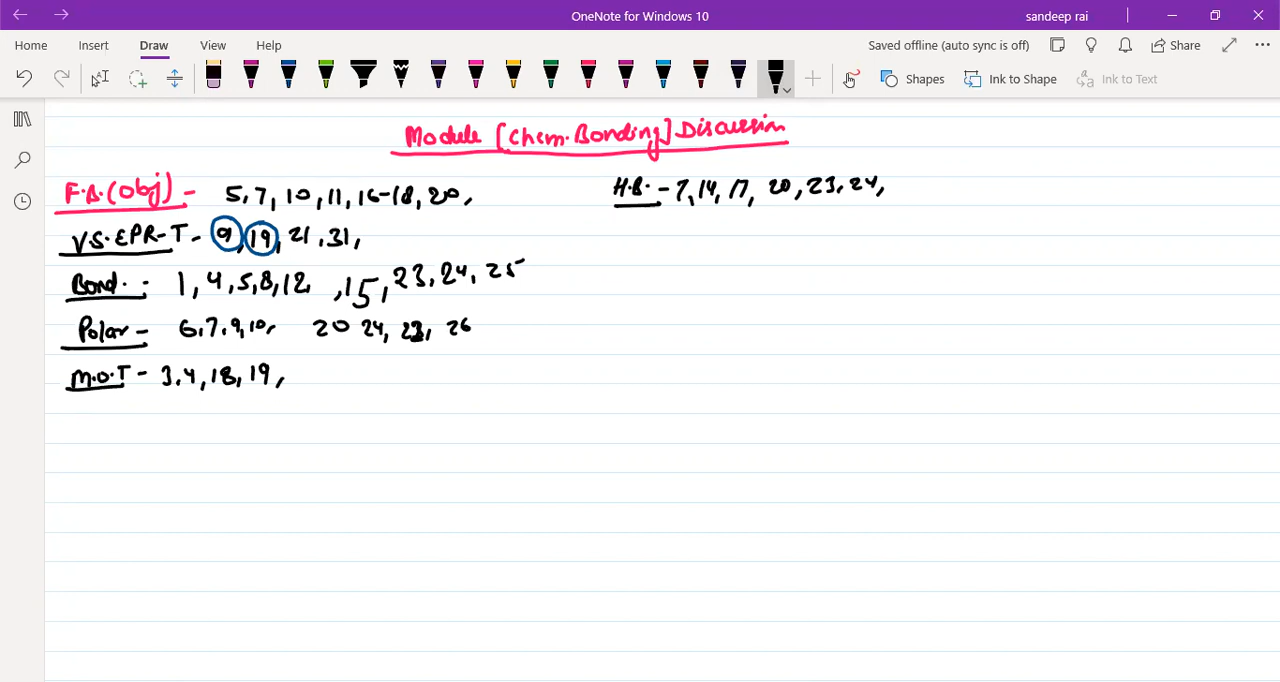 OneNote for Windows 10
sandeep rai
Home Insert Draw View Help
Saved offline (auto sync is off) Share
Shapes Ink to Shape Ink to Text
Module [Chem. Bonding] Discussion
F.B.(Obj) - 5, 7, 10, 11, 16-18, 20,
V.S.EPR-T - 9, 19, 21, 31,
Bond. - 1, 4, 5, 8, 12, , 15, 23, 24, 25
Polar - 6, 7, 9, 10, 20 24, 23, 26
M.O.T - 3, 4, 18, 19,
H.B. - 7, 14, 17, 20, 23, 24,